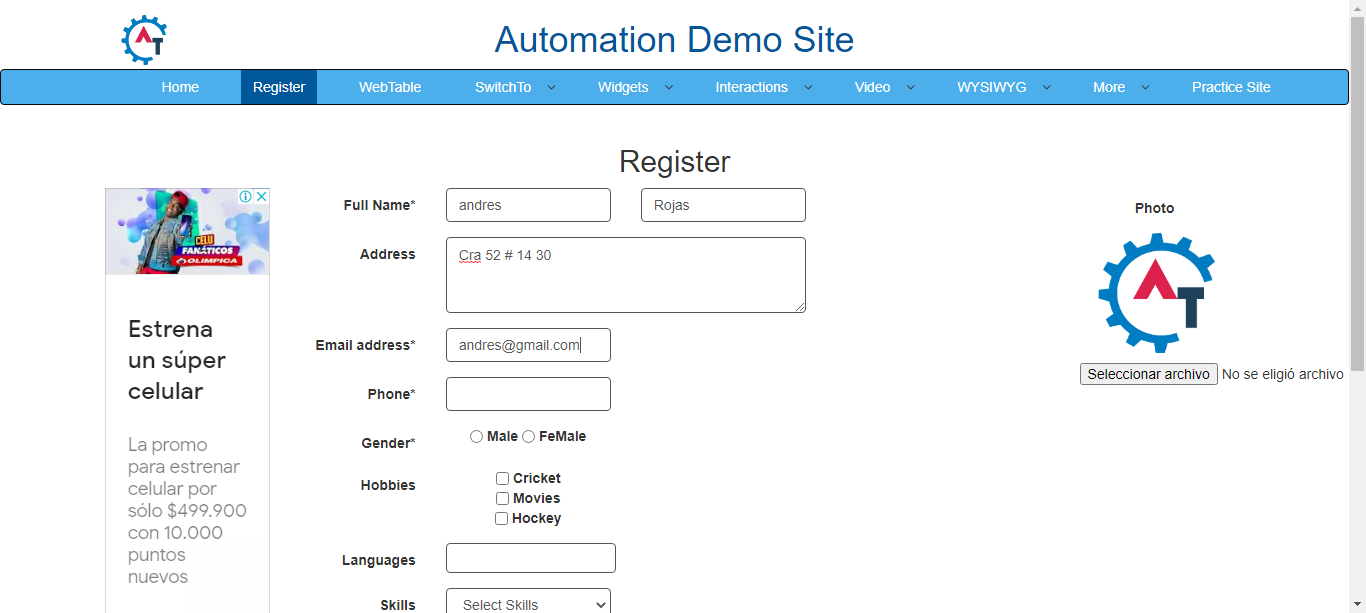 AT
Automation Demo Site
Home Register WebTable SwitchTo Widgets Interactions Video WYSIWYG More Practice Site
Register
CELU
FANÁTICOS
OLIMPICA
Estrena
un súper
celular
La promo
para estrenar
celular por
sólo $499.900
con 10.000
puntos
nuevos
Full Name* andres Rojas
Address Cra 52 # 14 30
Email address* andres@gmail.com
Phone*
Gender* Male FeMale
Hobbies Cricket
Movies
Hockey
Languages
Skills Select Skills
Photo
AT
Seleccionar archivo No se eligió archivo